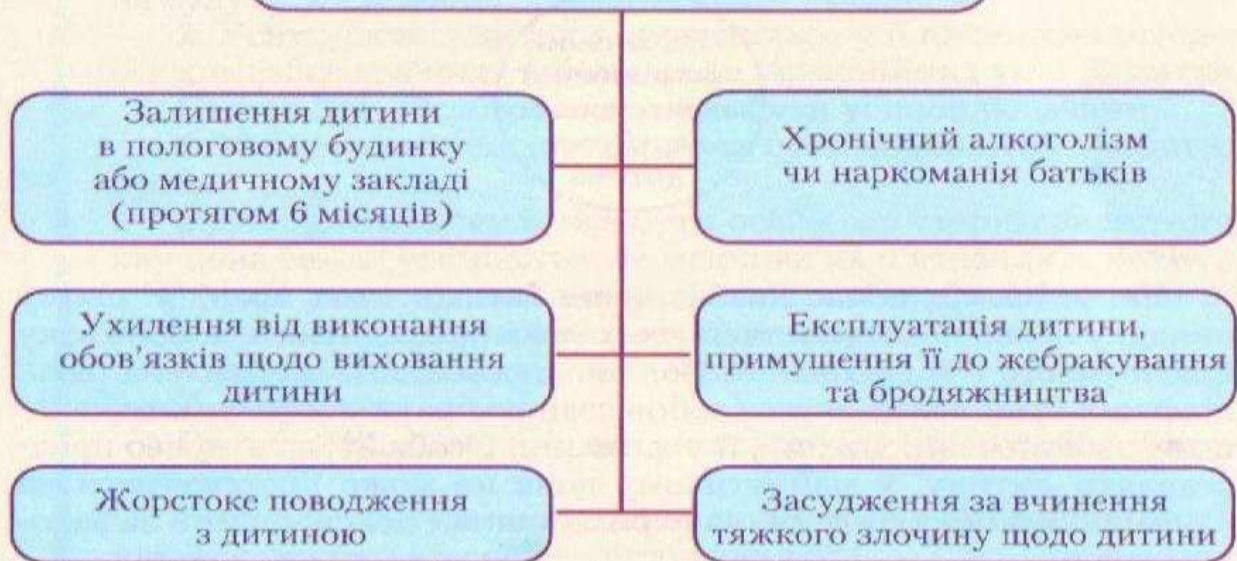 Залишення дитини
в пологовому будинку
або медичному закладі
(протягом 6 місяців)
Хронічний алкоголізм
чи наркоманія батьків
Ухилення від виконання
обов’язків щодо виховання
дитини
Експлуатація дитини,
примушення її до жебракування
та бродяжництва
Жорстоке поводження
з дитиною
Засудження за вчинення
тяжкого злочину щодо дитини